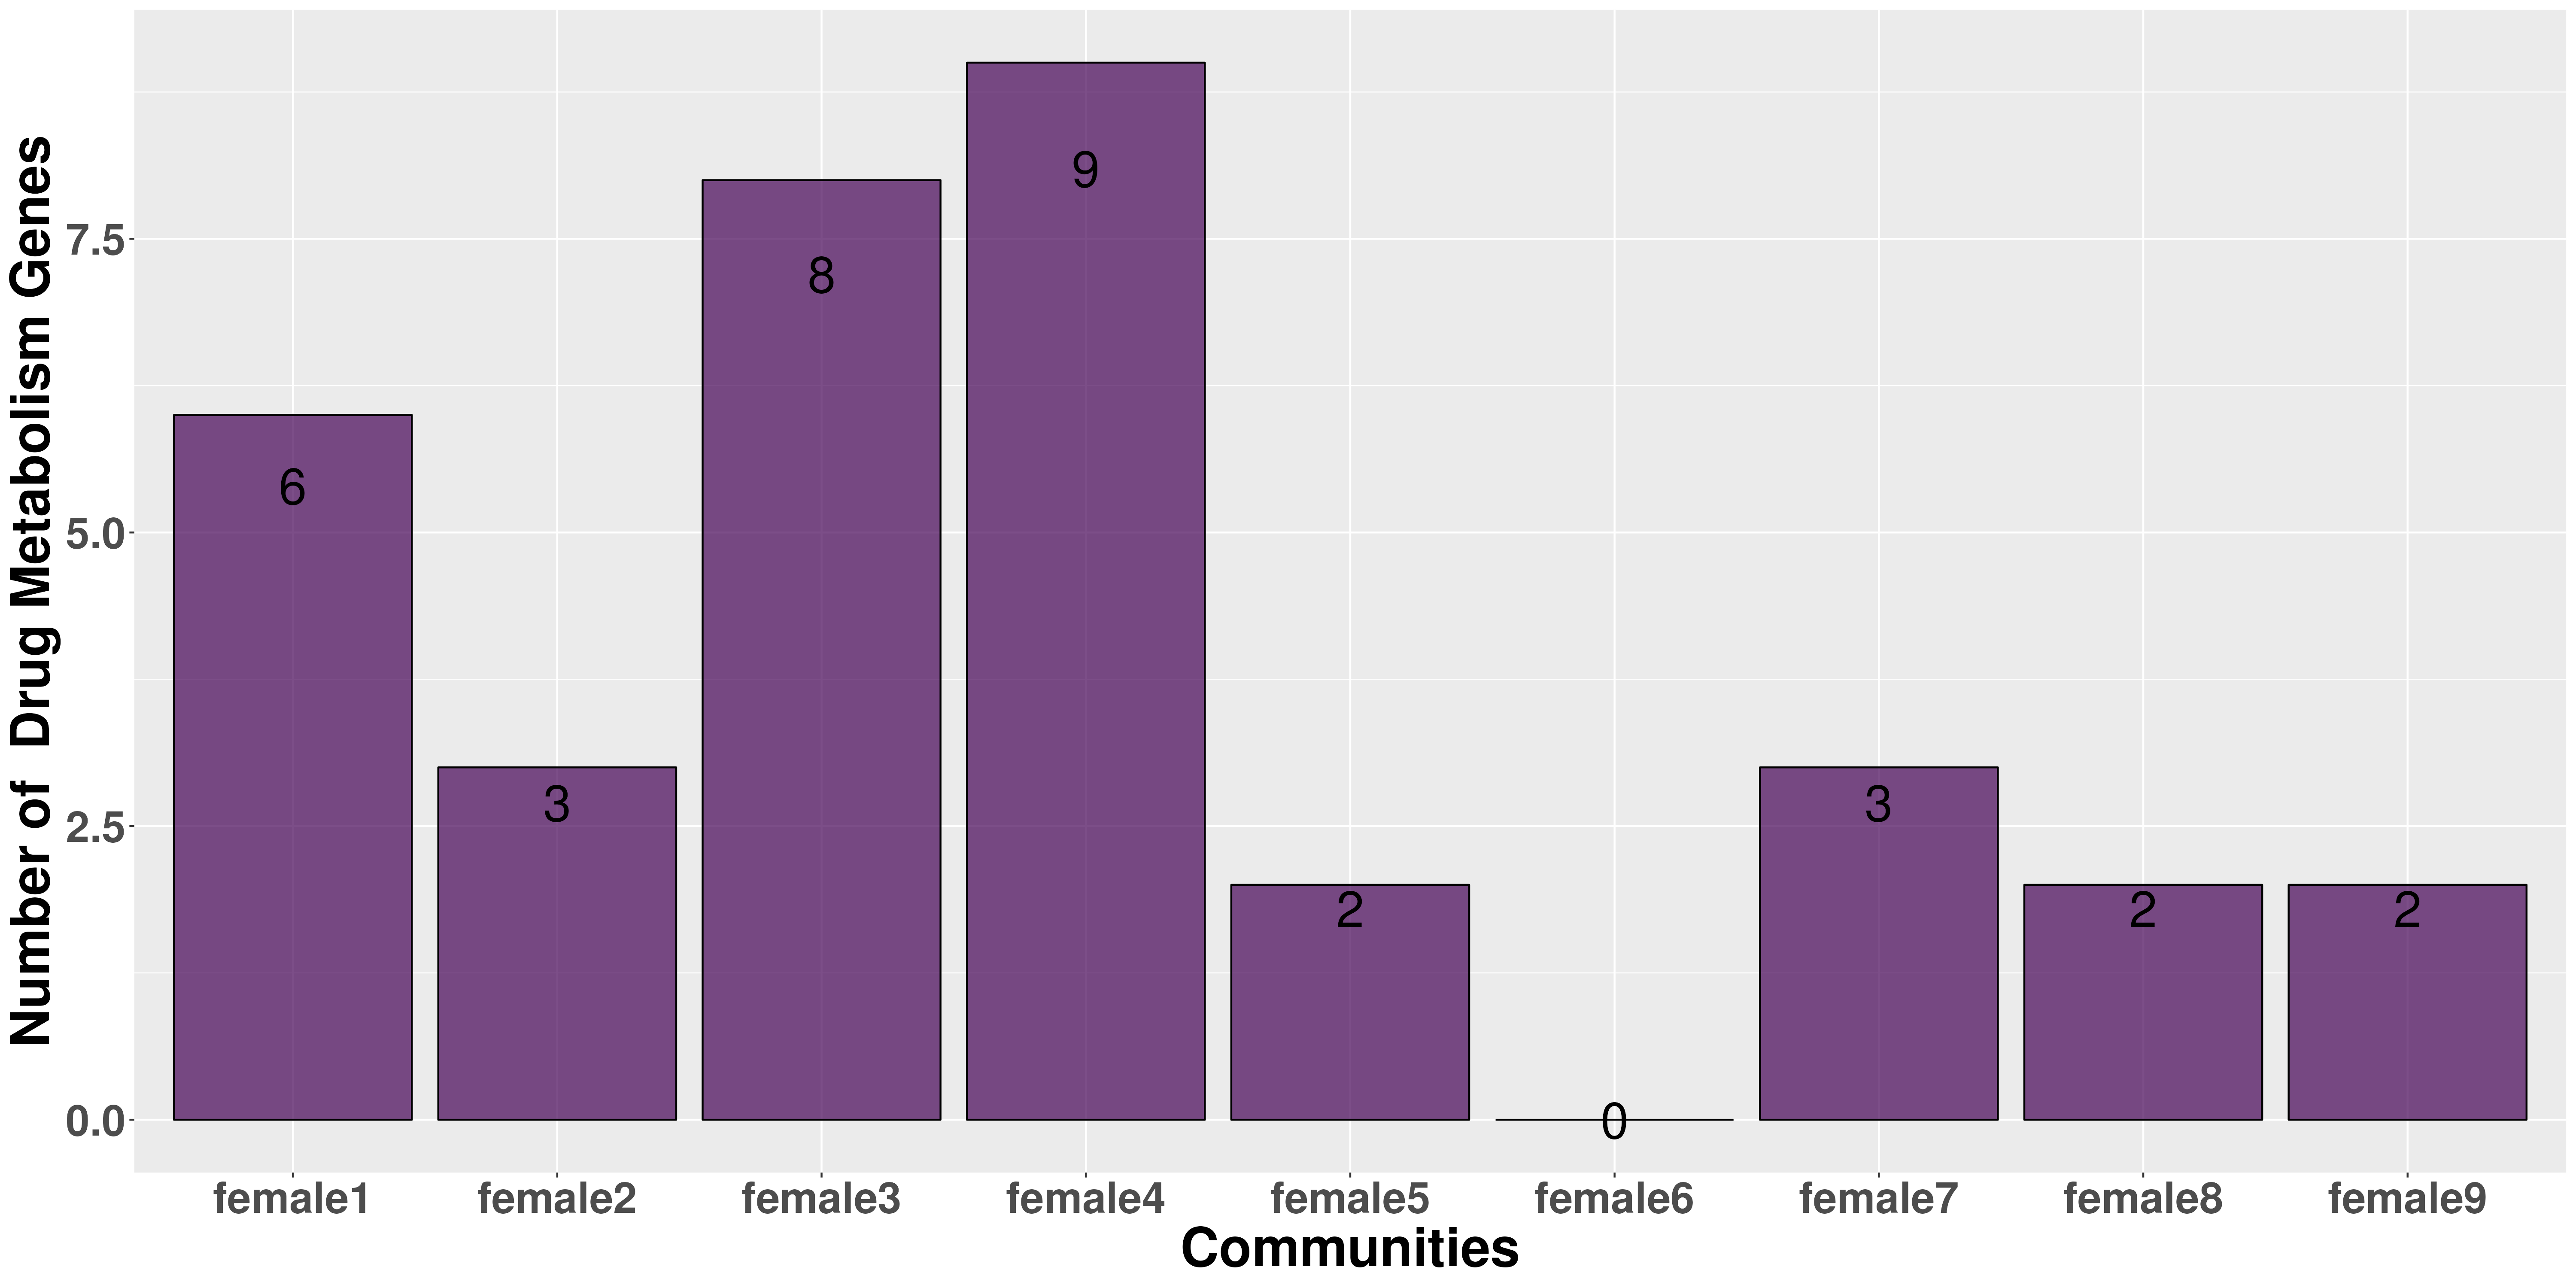 Number of  Drug Metabolism Genes
7.5
5.0
2.5
0.0
6
3
8
9
2
0
3
2
2
female1
female2
female3
female4
female5
female6
female7
female8
female9
Communities